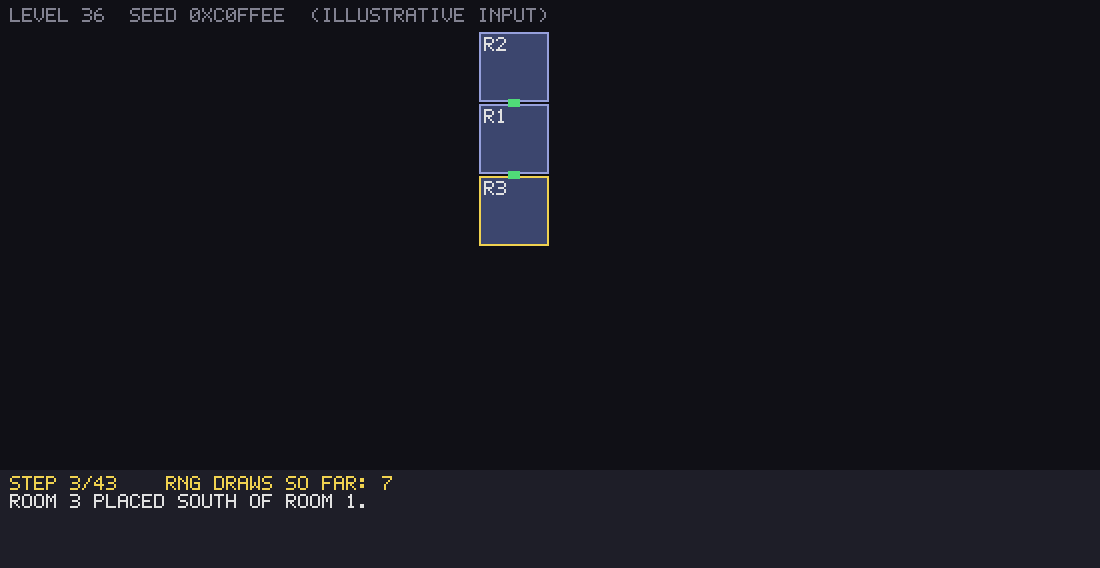 LEVEL 36  SEED 0XC0FFEE  (ILLUSTRATIVE INPUT)
R2
R1
R3
STEP 3/43    RNG DRAWS SO FAR: 7
ROOM 3 PLACED SOUTH OF ROOM 1.